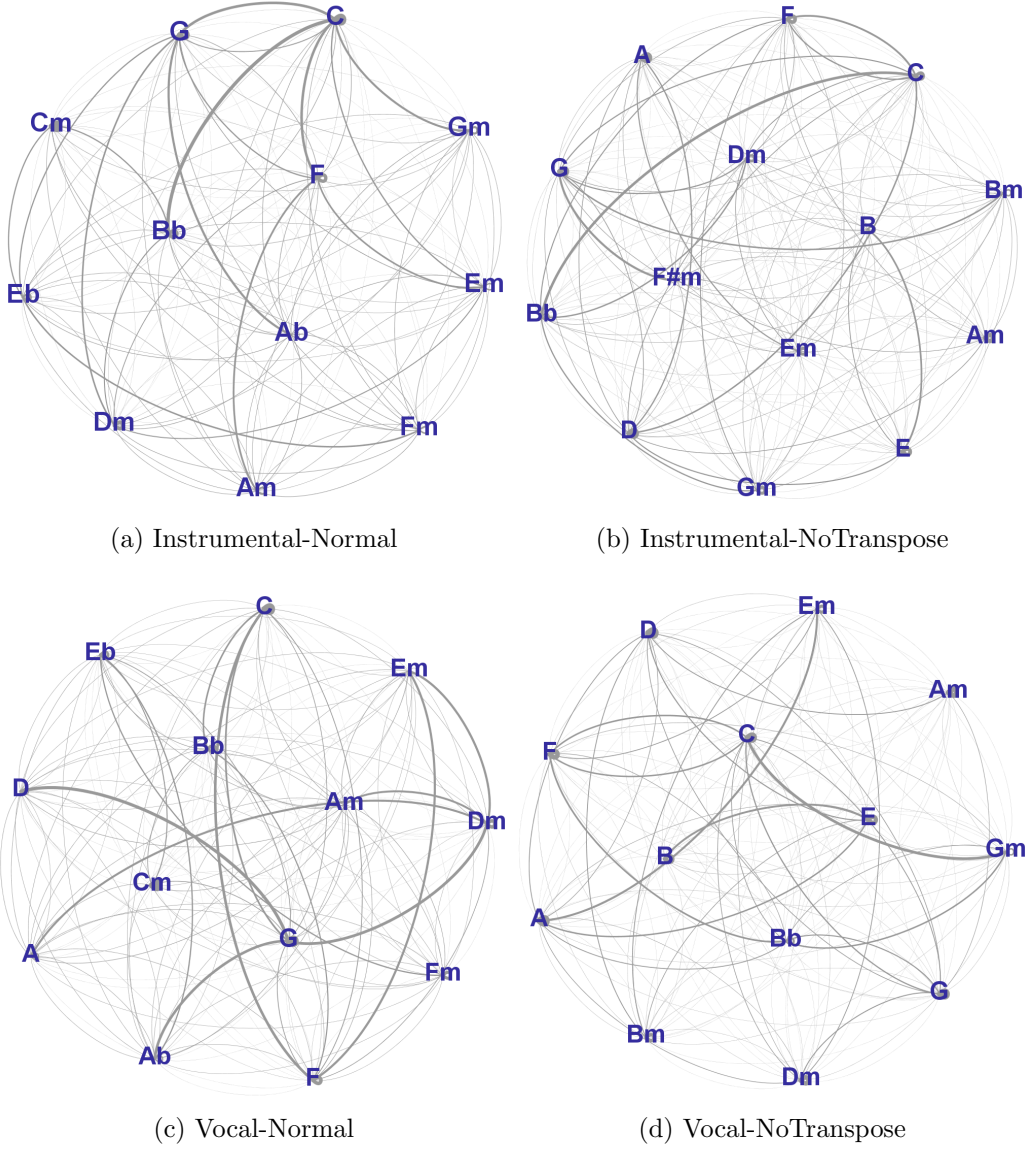 C
G
Cm
Gm
F
Bb
Eb
Em
Ab
Dm
Fm
Am
(a) Instrumental-Normal
F
A
C
Dm
G
Bm
B
F#m
Bb
Am
Em
D
E
Gm
(b) Instrumental-NoTranspose
C
Eb
Em
Bb
D
Am
Dm
Cm
G
A
Fm
Ab
F
(c) Vocal-Normal
Em
D
Am
C
F
E
Gm
B
A
Bb
G
Bm
Dm
(d) Vocal-NoTranspose